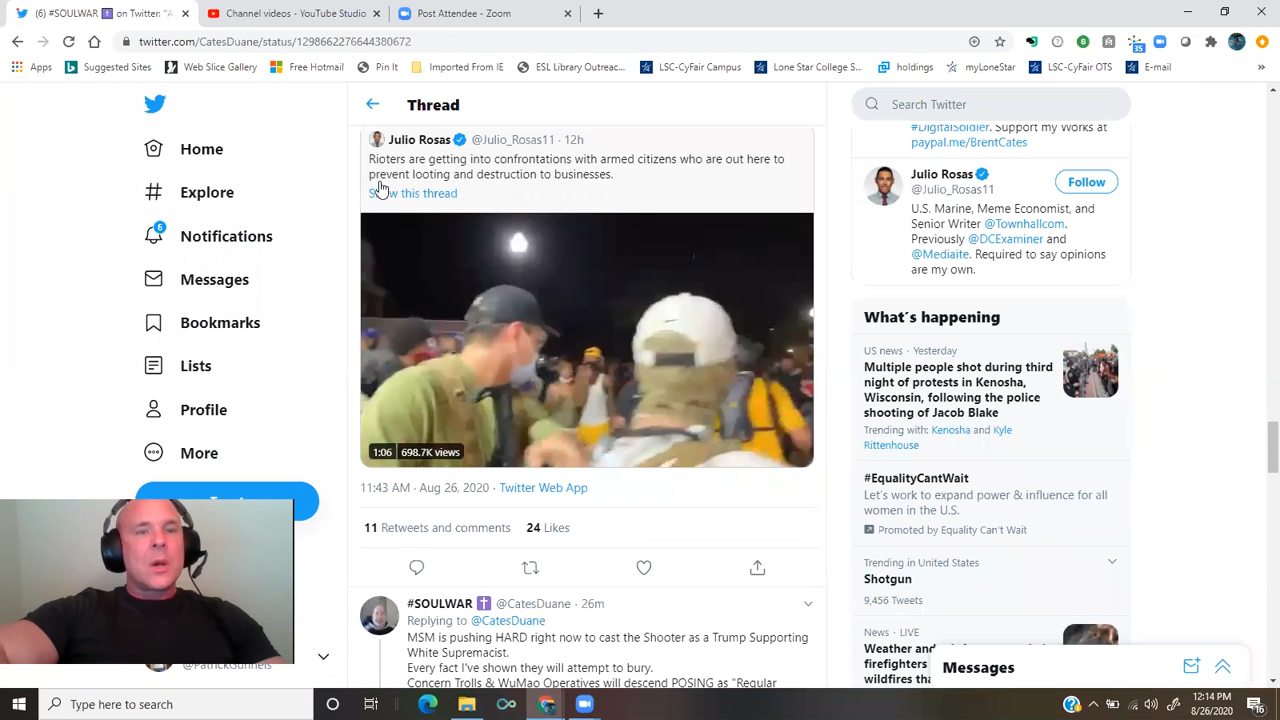 (6) #SOULWAR ✝ on Twitter: "
Channel videos - YouTube Studio
Post Attendee - Zoom
twitter.com/CatesDuane/status/1298662276644380672
35
Apps
Suggested Sites
Web Slice Gallery
Free Hotmail
Pin It
Imported From IE
ESL Library Outreac...
LSC-CyFair Campus
Lone Star College S...
holdings
myLoneStar
LSC-CyFair OTS
E-mail
»
Home
Explore
6
Notifications
Messages
Bookmarks
Lists
Profile
More
Thread
Julio Rosas @Julio_Rosas11 · 12h
Rioters are getting into confrontations with armed citizens who are out here to
prevent looting and destruction to businesses.
Show this thread
1:06 698.7K views
11:43 AM · Aug 26, 2020 · Twitter Web App
11 Retweets and comments 24 Likes
#SOULWAR ✝ @CatesDuane · 26m
Replying to @CatesDuane
MSM is pushing HARD right now to cast the Shooter as a Trump Supporting
White Supremacist.
Every fact I've shown they will attempt to bury.
Concern Trolls & WuMao Operatives will descend POSING as "Regular
Search Twitter
#DigitalSoldier. Support my Works at
paypal.me/BrentCates
Julio Rosas
@Julio_Rosas11
Follow
U.S. Marine, Meme Economist, and
Senior Writer @Townhallcom.
Previously @DCExaminer and
@Mediaite. Required to say opinions
are my own.
What's happening
US news · Yesterday
Multiple people shot during third
night of protests in Kenosha,
Wisconsin, following the police
shooting of Jacob Blake
Trending with: Kenosha and Kyle
Rittenhouse
#EqualityCantWait
Let's work to expand power & influence for all
women in the U.S.
Promoted by Equality Can't Wait
Trending in United States
Shotgun
9,456 Tweets
News · LIVE
Weather and
firefighters
wildfires
Messages
@PatrickGunnels
Type here to search
12:14 PM
8/26/2020
16